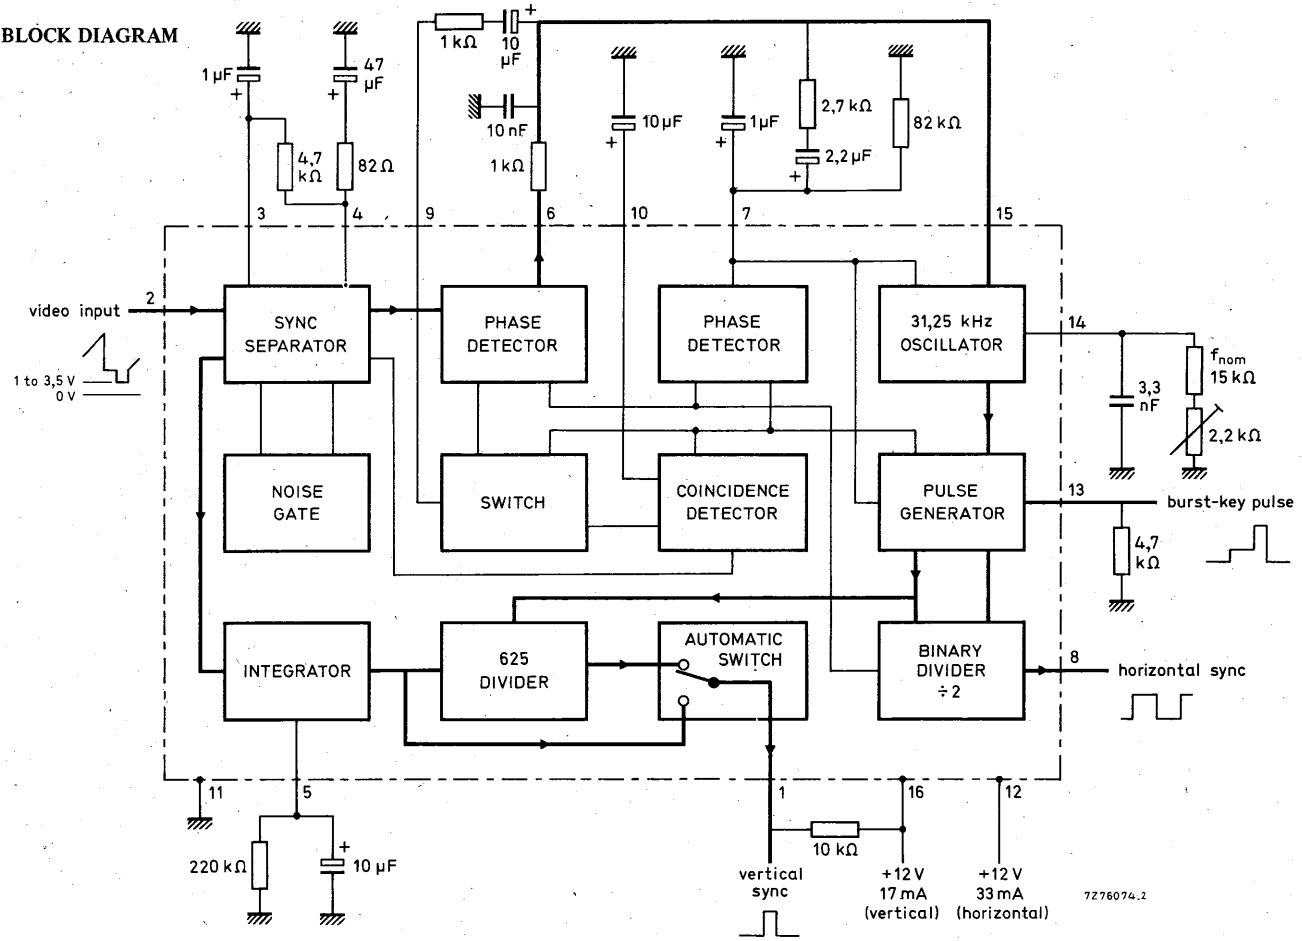 BLOCK DIAGRAM
1 µF
+
47
µF
+
1 kΩ
10
µF
+
10 nF
1 kΩ
10 µF
+
1 µF
+
2,7 kΩ
2,2 µF
+
82 kΩ
4,7
kΩ
82 Ω
3
4
9
6
10
7
15
video input
2
1 to 3,5 V
0 V
SYNC
SEPARATOR
PHASE
DETECTOR
PHASE
DETECTOR
31,25 kHz
OSCILLATOR
14
3,3
nF
fnom
15 kΩ
2,2 kΩ
NOISE
GATE
SWITCH
COINCIDENCE
DETECTOR
PULSE
GENERATOR
13
burst-key pulse
4,7
kΩ
INTEGRATOR
625
DIVIDER
AUTOMATIC
SWITCH
BINARY
DIVIDER
÷2
8
horizontal sync
11
5
1
16
12
220 kΩ
+
10 µF
10 kΩ
vertical
sync
+12 V
17 mA
(vertical)
+12 V
33 mA
(horizontal)
7Z76074.2